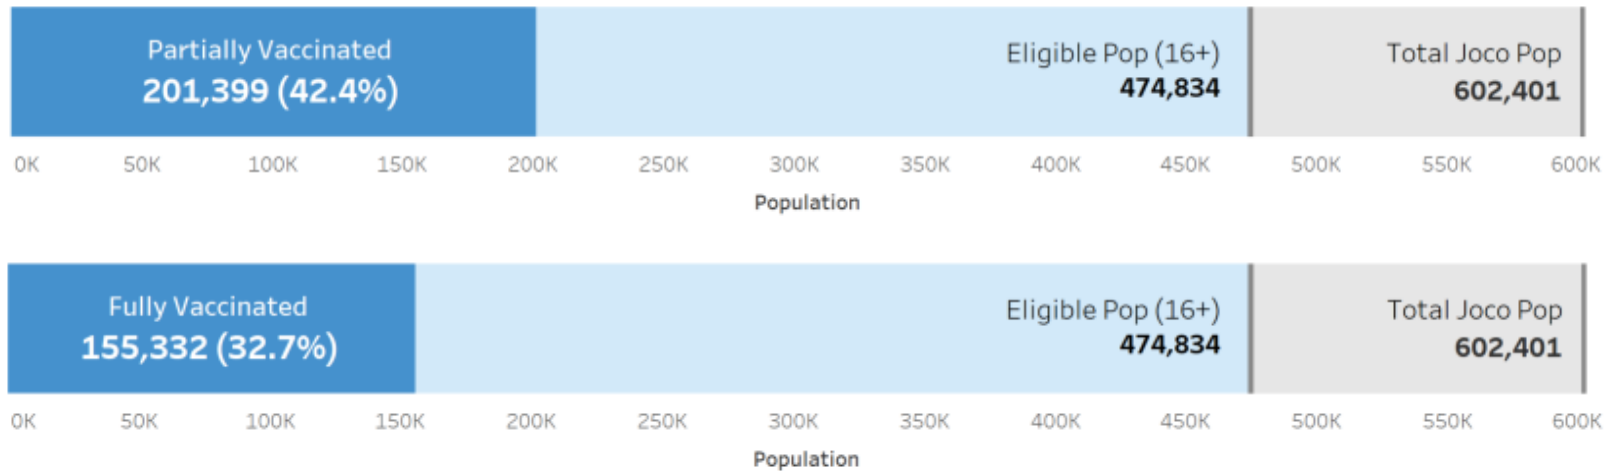 Partially Vaccinated
201,399 (42.4%)
Eligible Pop (16+)
474,834
Total Joco Pop
602,401
0K 50K 100K 150K 200K 250K 300K 350K 400K 450K 500K 550K 600K
Population
Fully Vaccinated
155,332 (32.7%)
Eligible Pop (16+)
474,834
Total Joco Pop
602,401
0K 50K 100K 150K 200K 250K 300K 350K 400K 450K 500K 550K 600K
Population